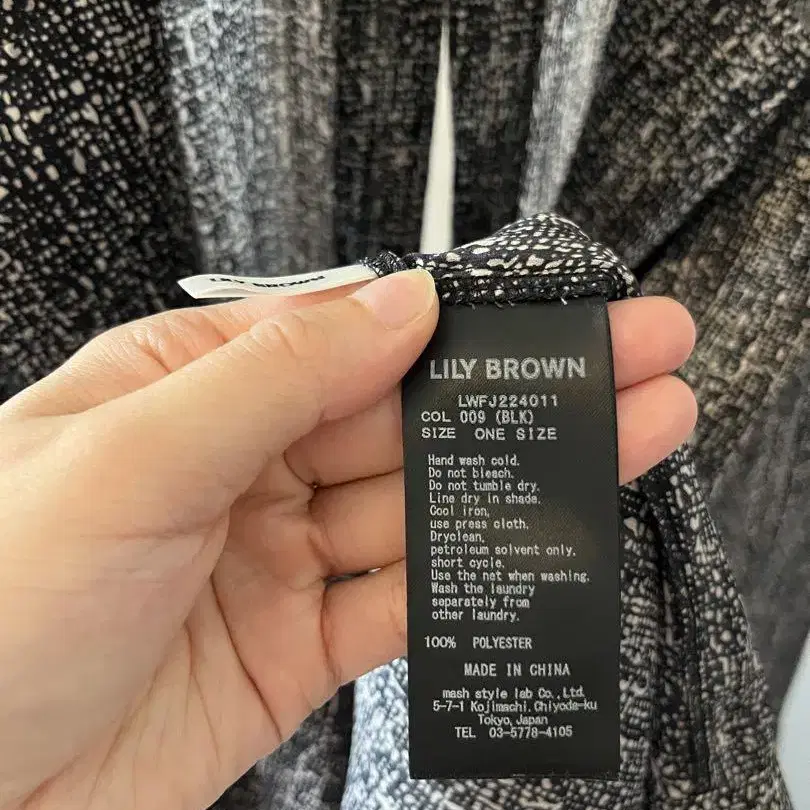 LILY BROWN
LILY BROWN
LWFJ224011
COL 009 (BLK)
SIZE ONE SIZE
Hand wash cold.
Do not bleach.
Do not tumble dry.
Line dry in shade.
Cool iron,
use press cloth.
Dryclean,
petroleum solvent only,
short cycle.
Use the net when washing.
Wash the laundry
separately from
other laundry.
100% POLYESTER
MADE IN CHINA
mash style lab Co., Ltd.
5-7-1 Kojimachi, Chiyoda-ku
Tokyo, Japan
TEL 03-5778-4105